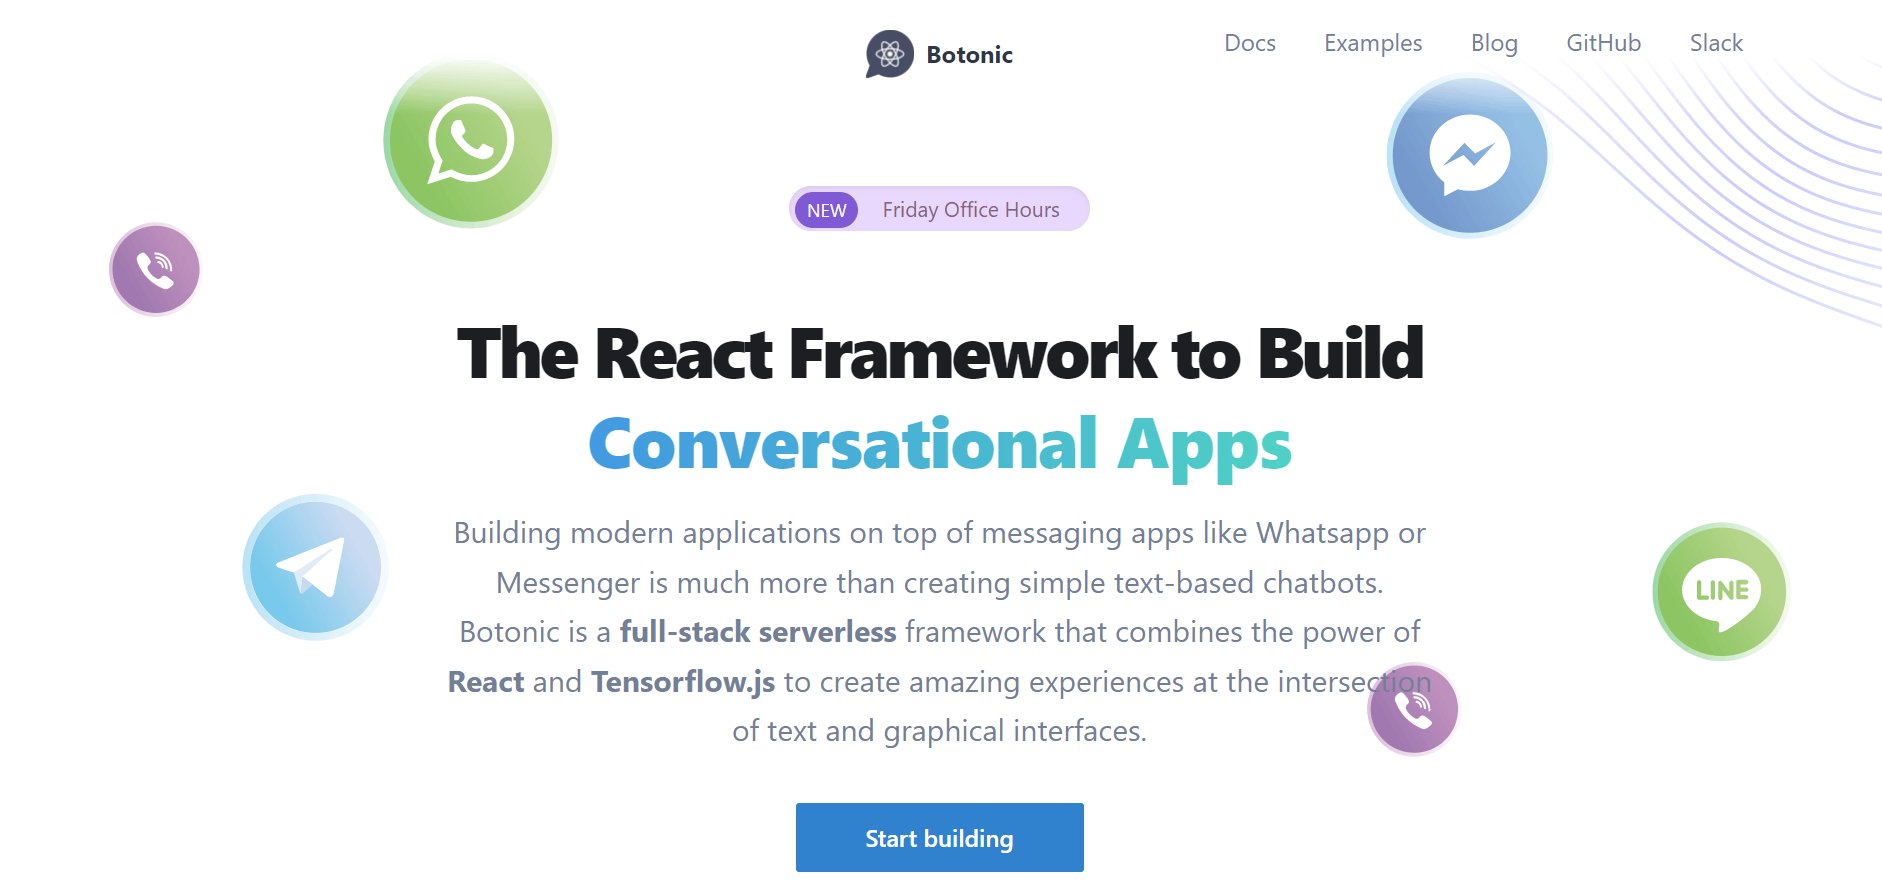 Botonic
Docs Examples Blog GitHub Slack
NEW Friday Office Hours
The React Framework to Build
Conversational Apps
Building modern applications on top of messaging apps like Whatsapp or
Messenger is much more than creating simple text-based chatbots.
Botonic is a full-stack serverless framework that combines the power of
React and Tensorflow.js to create amazing experiences at the intersection
of text and graphical interfaces.
LINE
Start building